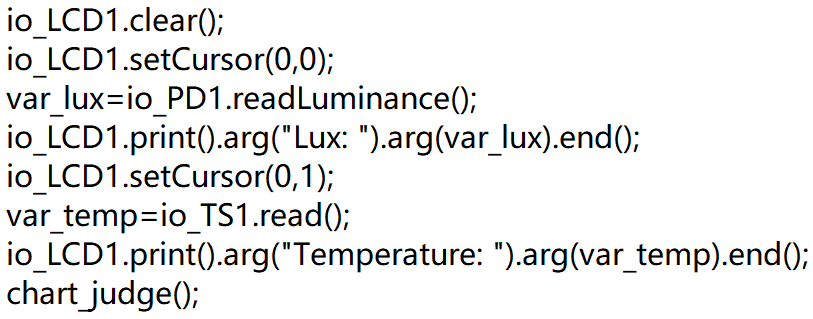 io_LCD1.clear();
io_LCD1.setCursor(0,0);
var_lux=io_PD1.readLuminance();
io_LCD1.print().arg("Lux: ").arg(var_lux).end();
io_LCD1.setCursor(0,1);
var_temp=io_TS1.read();
io_LCD1.print().arg("Temperature: ").arg(var_temp).end();
chart_judge();